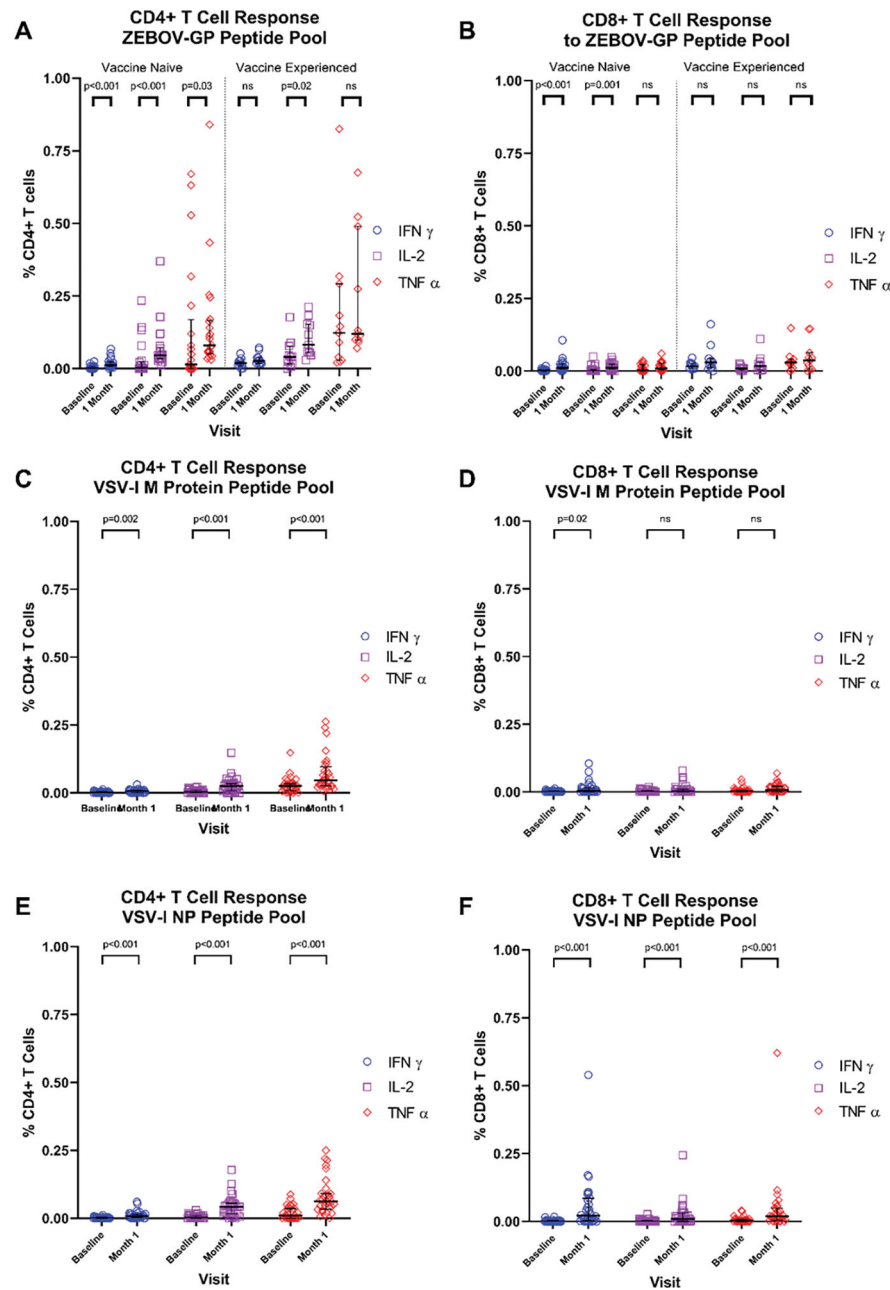 A
CD4+ T Cell Response
ZEBOV-GP Peptide Pool
Vaccine Naive
Vaccine Experienced
p<0.001
p<0.001
p=0.03
ns
p=0.02
ns
1.00
0.75
0.50
0.25
0.00
% CD4+ T cells
Baseline
1 Month
Baseline
1 Month
Baseline
1 Month
Baseline
1 Month
Baseline
1 Month
Baseline
1 Month
Visit
IFN γ
IL-2
TNF α
B
CD8+ T Cell Response
to ZEBOV-GP Peptide Pool
Vaccine Naive
Vaccine Experienced
p<0.001
p=0.001
ns
ns
ns
ns
1.00
0.75
0.50
0.25
0.00
% CD8+ T Cells
Baseline
1 Month
Baseline
1 Month
Baseline
1 Month
Baseline
1 Month
Baseline
1 Month
Baseline
1 Month
Visit
IFN γ
IL-2
TNF α
C
CD4+ T Cell Response
VSV-I M Protein Peptide Pool
p=0.002
p<0.001
p<0.001
1.00
0.75
0.50
0.25
0.00
% CD4+ T Cells
Baseline
Month 1
Baseline
Month 1
Baseline
Month 1
Visit
IFN γ
IL-2
TNF α
D
CD8+ T Cell Response
VSV-I M Protein Peptide Pool
p=0.02
ns
ns
1.00
0.75
0.50
0.25
0.00
% CD8+ T Cells
Baseline
Month 1
Baseline
Month 1
Baseline
Month 1
Visit
IFN γ
IL-2
TNF α
E
CD4+ T Cell Response
VSV-I NP Peptide Pool
p<0.001
p<0.001
p<0.001
1.00
0.75
0.50
0.25
0.00
% CD4+ T Cells
Baseline
Month 1
Baseline
Month 1
Baseline
Month 1
Visit
IFN γ
IL-2
TNF α
F
CD8+ T Cell Response
VSV-I NP Peptide Pool
p<0.001
p<0.001
p<0.001
1.00
0.75
0.50
0.25
0.00
% CD8+ T Cells
Baseline
Month 1
Baseline
Month 1
Baseline
Month 1
Visit
IFN γ
IL-2
TNF α